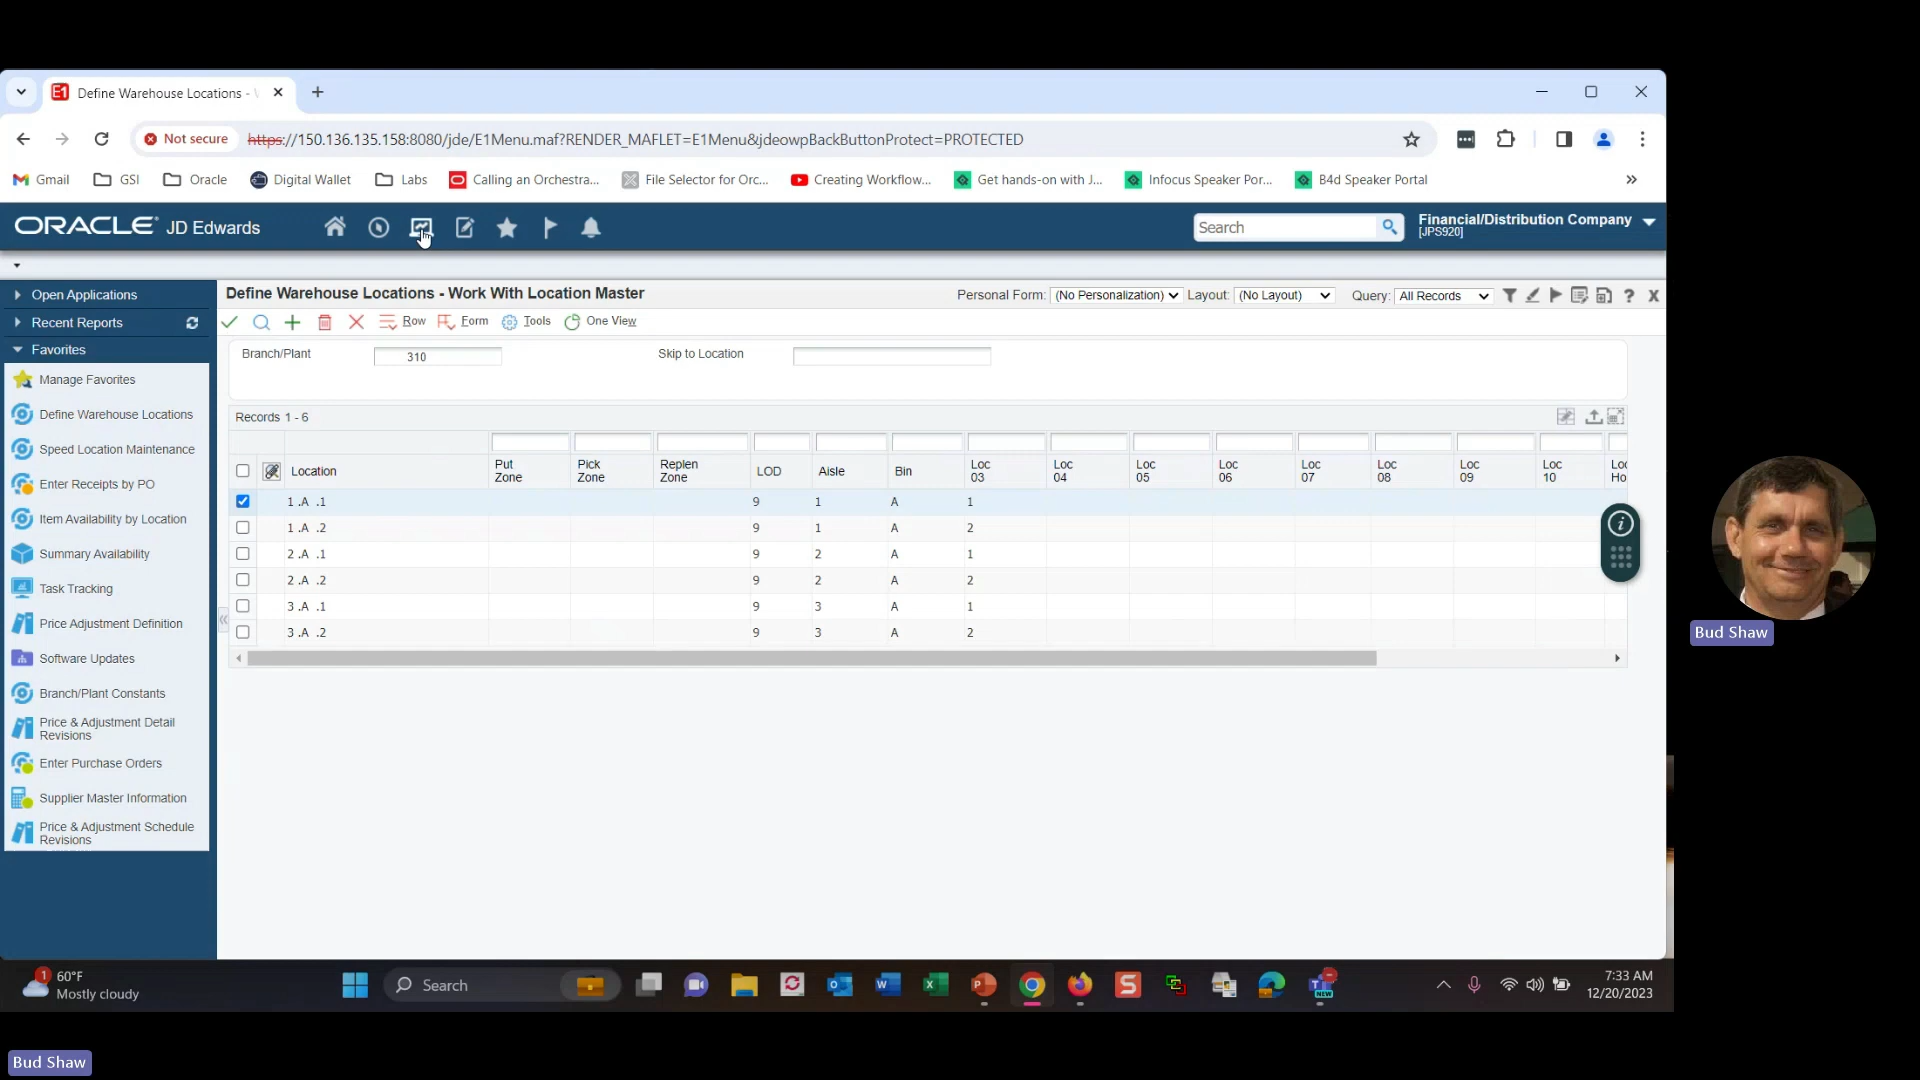 Define Warehouse Locations -
Not secure
https://150.136.135.158:8080/jde/E1Menu.maf?RENDER_MAFLET=E1Menu&jdeowpBackButtonProtect=PROTECTED
Gmail GSI Oracle Digital Wallet Labs Calling an Orchestra... File Selector for Orc... Creating Workflow... Get hands-on with J... Infocus Speaker Por... B4d Speaker Portal
ORACLE JD Edwards
Search
Financial/Distribution Company
[JPS920]
Open Applications
Recent Reports
Favorites
Manage Favorites
Define Warehouse Locations
Speed Location Maintenance
Enter Receipts by PO
Item Availability by Location
Summary Availability
Task Tracking
Price Adjustment Definition
Software Updates
Branch/Plant Constants
Price & Adjustment Detail
Revisions
Enter Purchase Orders
Supplier Master Information
Price & Adjustment Schedule
Revisions
Define Warehouse Locations - Work With Location Master
Personal Form: (No Personalization) Layout: (No Layout) Query: All Records
Row Form Tools One View
Branch/Plant 310 Skip to Location
Records 1 - 6
Location Put Zone Pick Zone Replen Zone LOD Aisle Bin Loc 03 Loc 04 Loc 05 Loc 06 Loc 07 Loc 08 Loc 09 Loc 10 Loc Ho
1 .A .1 9 1 A 1
1 .A .2 9 1 A 2
2 .A .1 9 2 A 1
2 .A .2 9 2 A 2
3 .A .1 9 3 A 1
3 .A .2 9 3 A 2
Bud Shaw
1
60°F
Mostly cloudy
Search
NEW
7:33 AM
12/20/2023
Bud Shaw